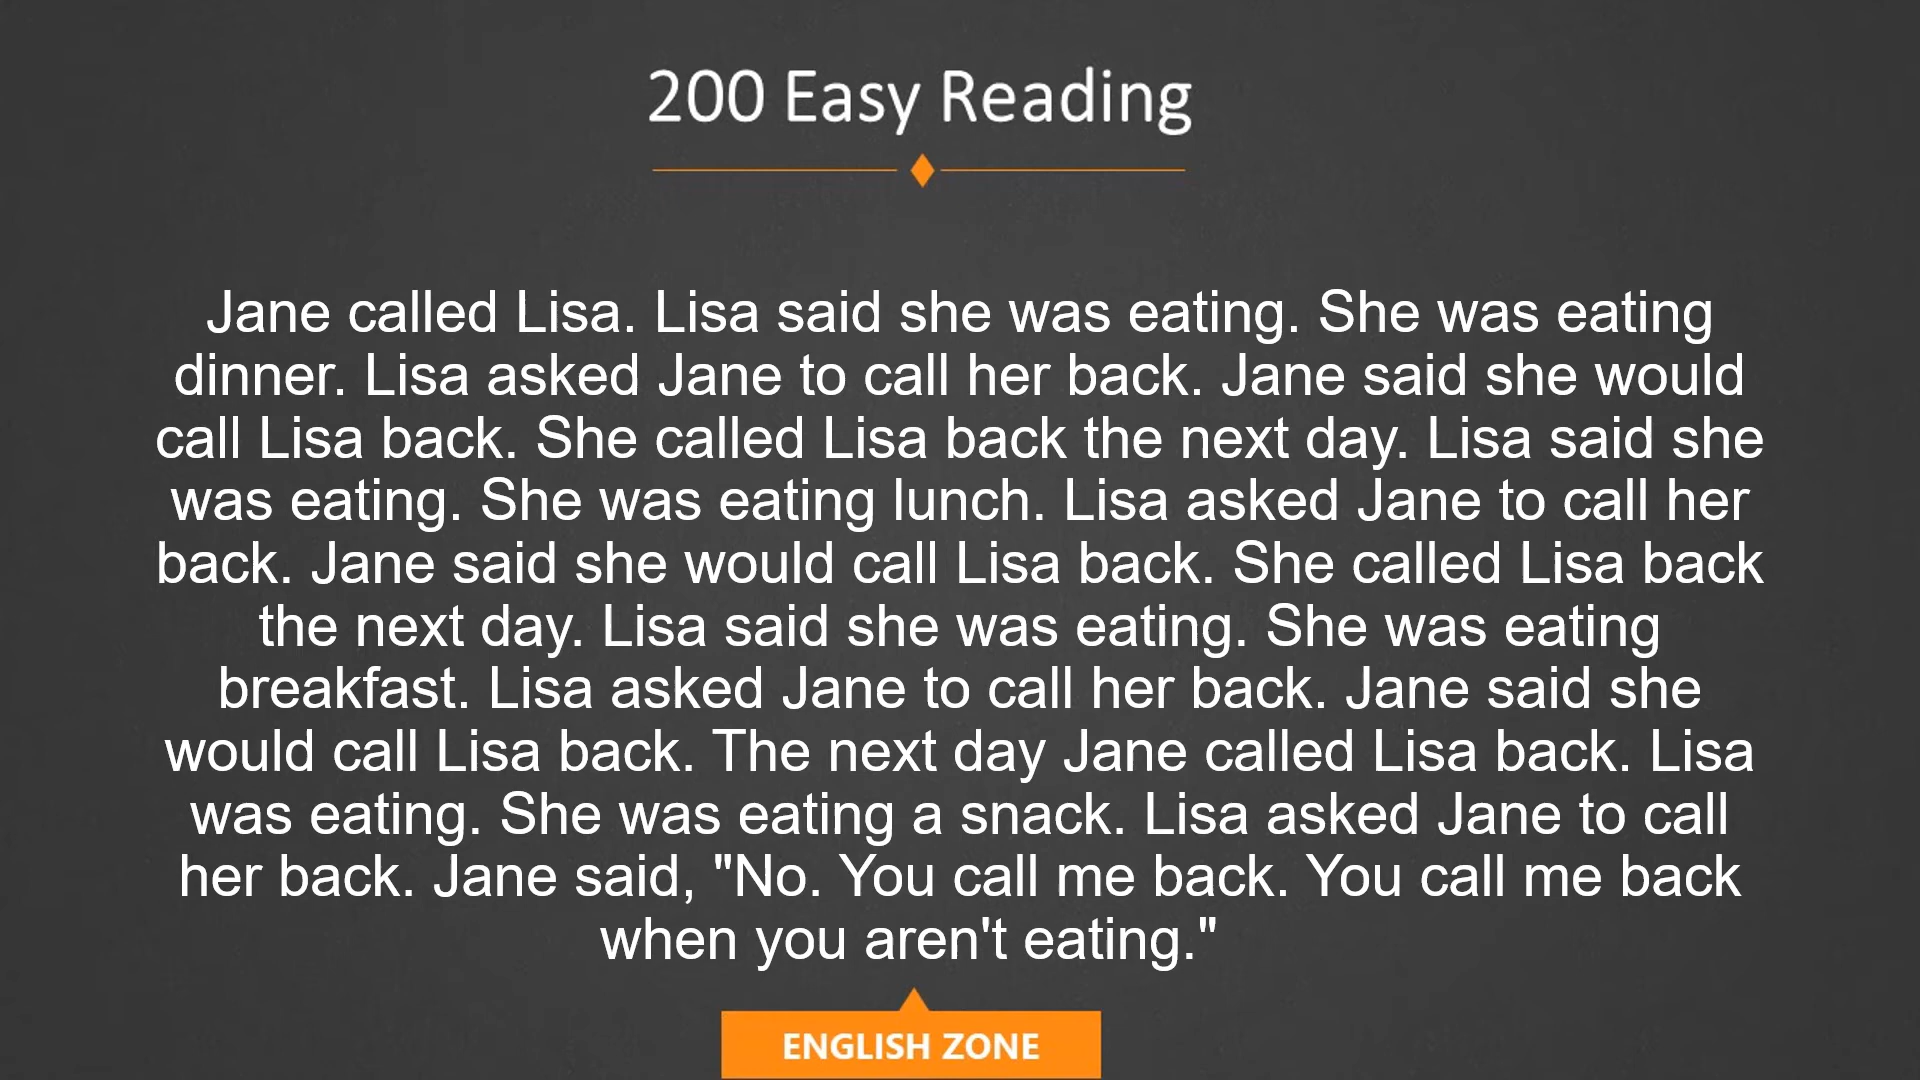 200 Easy Reading
Jane called Lisa. Lisa said she was eating. She was eating
dinner. Lisa asked Jane to call her back. Jane said she would
call Lisa back. She called Lisa back the next day. Lisa said she
was eating. She was eating lunch. Lisa asked Jane to call her
back. Jane said she would call Lisa back. She called Lisa back
the next day. Lisa said she was eating. She was eating
breakfast. Lisa asked Jane to call her back. Jane said she
would call Lisa back. The next day Jane called Lisa back. Lisa
was eating. She was eating a snack. Lisa asked Jane to call
her back. Jane said, "No. You call me back. You call me back
when you aren't eating."
ENGLISH ZONE